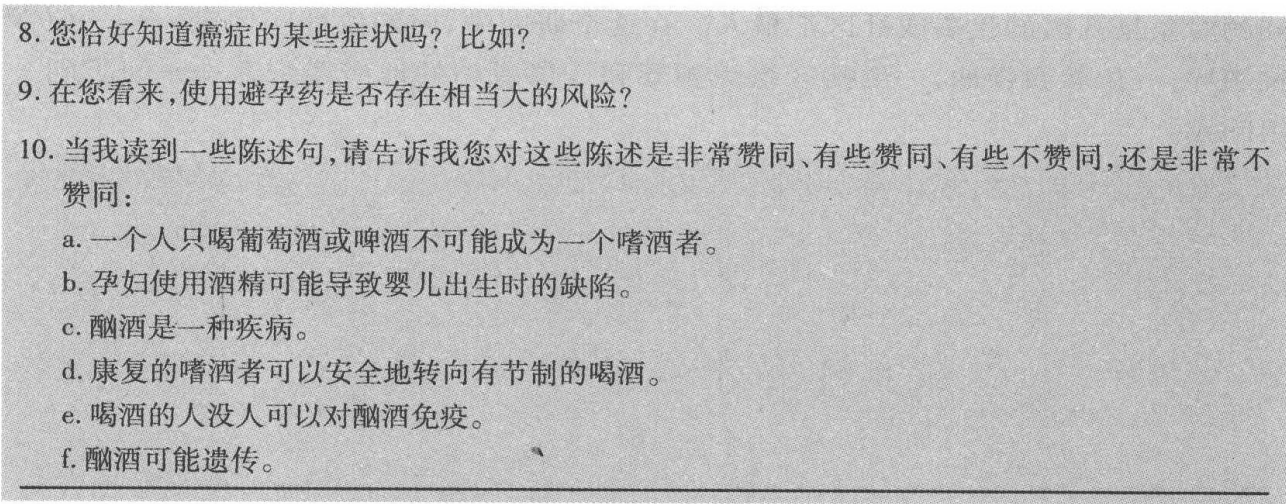 8. 您恰好知道癌症的某些症状吗？比如？
9. 在您看来,使用避孕药是否存在相当大的风险？
10. 当我读到一些陈述句,请告诉我您对这些陈述是非常赞同、有些赞同、有些不赞同,还是非常不
赞同：
a. 一个人只喝葡萄酒或啤酒不可能成为一个嗜酒者。
b. 孕妇使用酒精可能导致婴儿出生时的缺陷。
c. 酗酒是一种疾病。
d. 康复的嗜酒者可以安全地转向有节制的喝酒。
e. 喝酒的人没人可以对酗酒免疫。
f. 酗酒可能遗传。